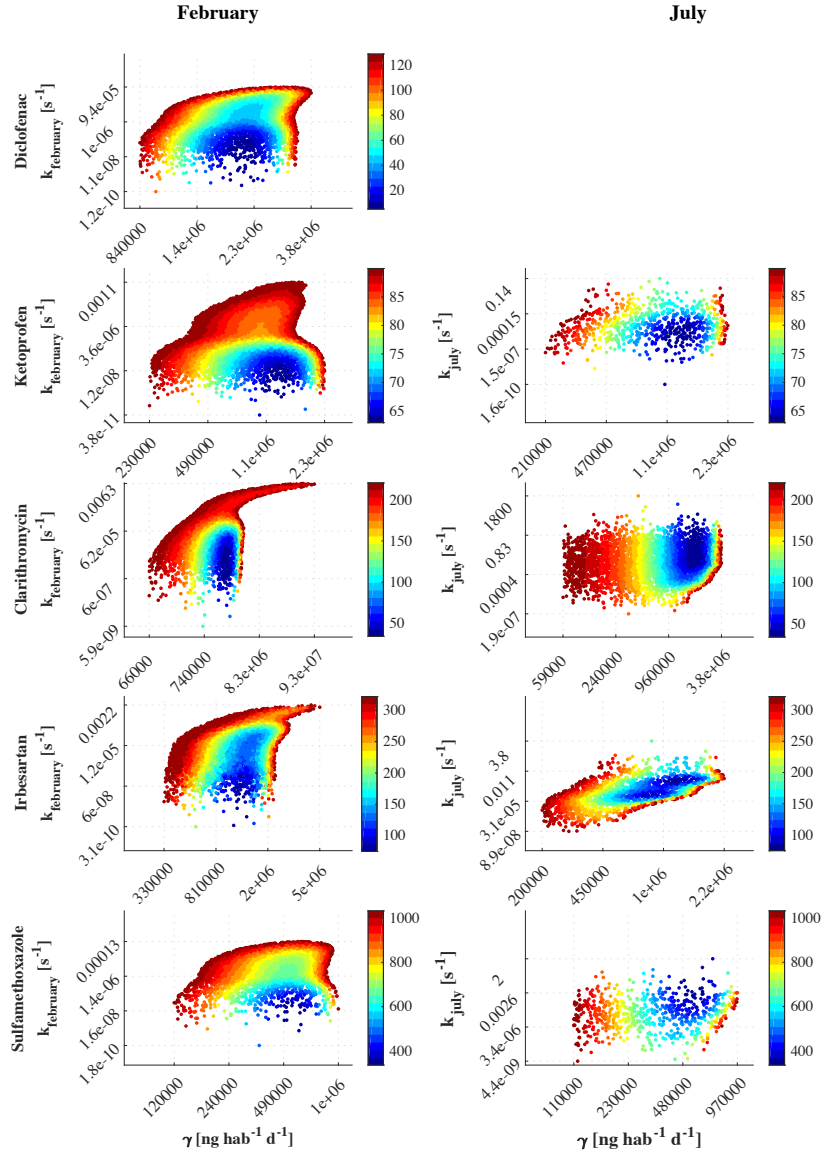 February
July
Diclofenac
k_february [s^-1]
9.4e-05
1e-06
1.1e-08
1.2e-10
840000
1.4e+06
2.3e+06
3.8e+06
120
100
80
60
40
20
Ketoprofen
k_february [s^-1]
0.0011
3.6e-06
1.2e-08
3.8e-11
230000
490000
1.1e+06
2.3e+06
85
80
75
70
65
k_july [s^-1]
0.14
0.00015
1.5e-07
1.6e-10
210000
470000
1.1e+06
2.3e+06
85
80
75
70
65
Clarithromycin
k_february [s^-1]
0.0063
6.2e-05
6e-07
5.9e-09
66000
740000
8.3e+06
9.3e+07
200
150
100
50
k_july [s^-1]
1800
0.83
0.0004
1.9e-07
59000
240000
960000
3.8e+06
200
150
100
50
Irbesartan
k_february [s^-1]
0.0022
1.2e-05
6e-08
3.1e-10
330000
810000
2e+06
5e+06
300
250
200
150
100
k_july [s^-1]
3.8
0.011
3.1e-05
8.9e-08
200000
450000
1e+06
2.2e+06
300
250
200
150
100
Sulfamethoxazole
k_february [s^-1]
0.00013
1.4e-06
1.6e-08
1.8e-10
120000
240000
490000
1e+06
1000
800
600
400
k_july [s^-1]
2
0.0026
3.4e-06
4.4e-09
110000
230000
480000
970000
1000
800
600
400
γ [ng hab^-1 d^-1]
γ [ng hab^-1 d^-1]